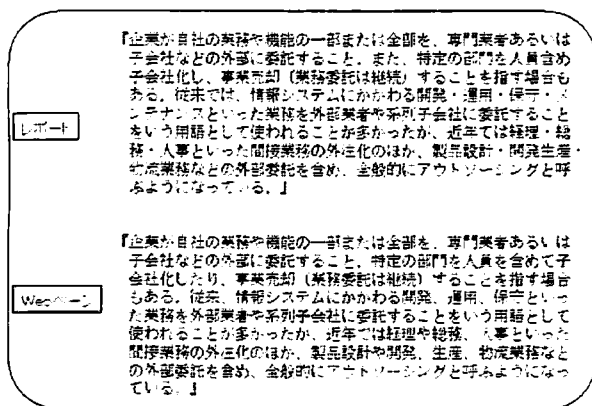 『企業が自社の業務や機能の一部または全部を、専門業者あるいは
子会社などの外部に委託すること。また、特定の部門を人員含め
子会社化し、事業売却（業務委託は継続）することを指す場合も
ある。従来では、情報システムにかかわる開発・運用・保守・メ
ンテナンスといった業務を外部業者や系列子会社に委託すること
をいう用語として使われることが多かったが、近年では経理・総
務・人事といった間接業務の外注化のほか、製品設計・開発生産・
物流業務などの外部委託を含め、全般的にアウトソーシングと呼
ぶようになっている。』
レポート
『企業が自社の業務や機能の一部または全部を、専門業者あるいは
子会社などの外部に委託すること。特定の部門を人員を含めて子
会社化したり、事業売却（業務委託は継続）することを指す場合
もある。従来、情報システムにかかわる開発、運用、保守といっ
た業務を外部業者や系列子会社に委託することをいう用語として
使われることが多かったが、近年では経理や総務、人事といった
間接業務の外注化のほか、製品設計や開発、生産、物流業務など
の外部委託を含め、全般的にアウトソーシングと呼ぶようになっ
ている。』
Webページ